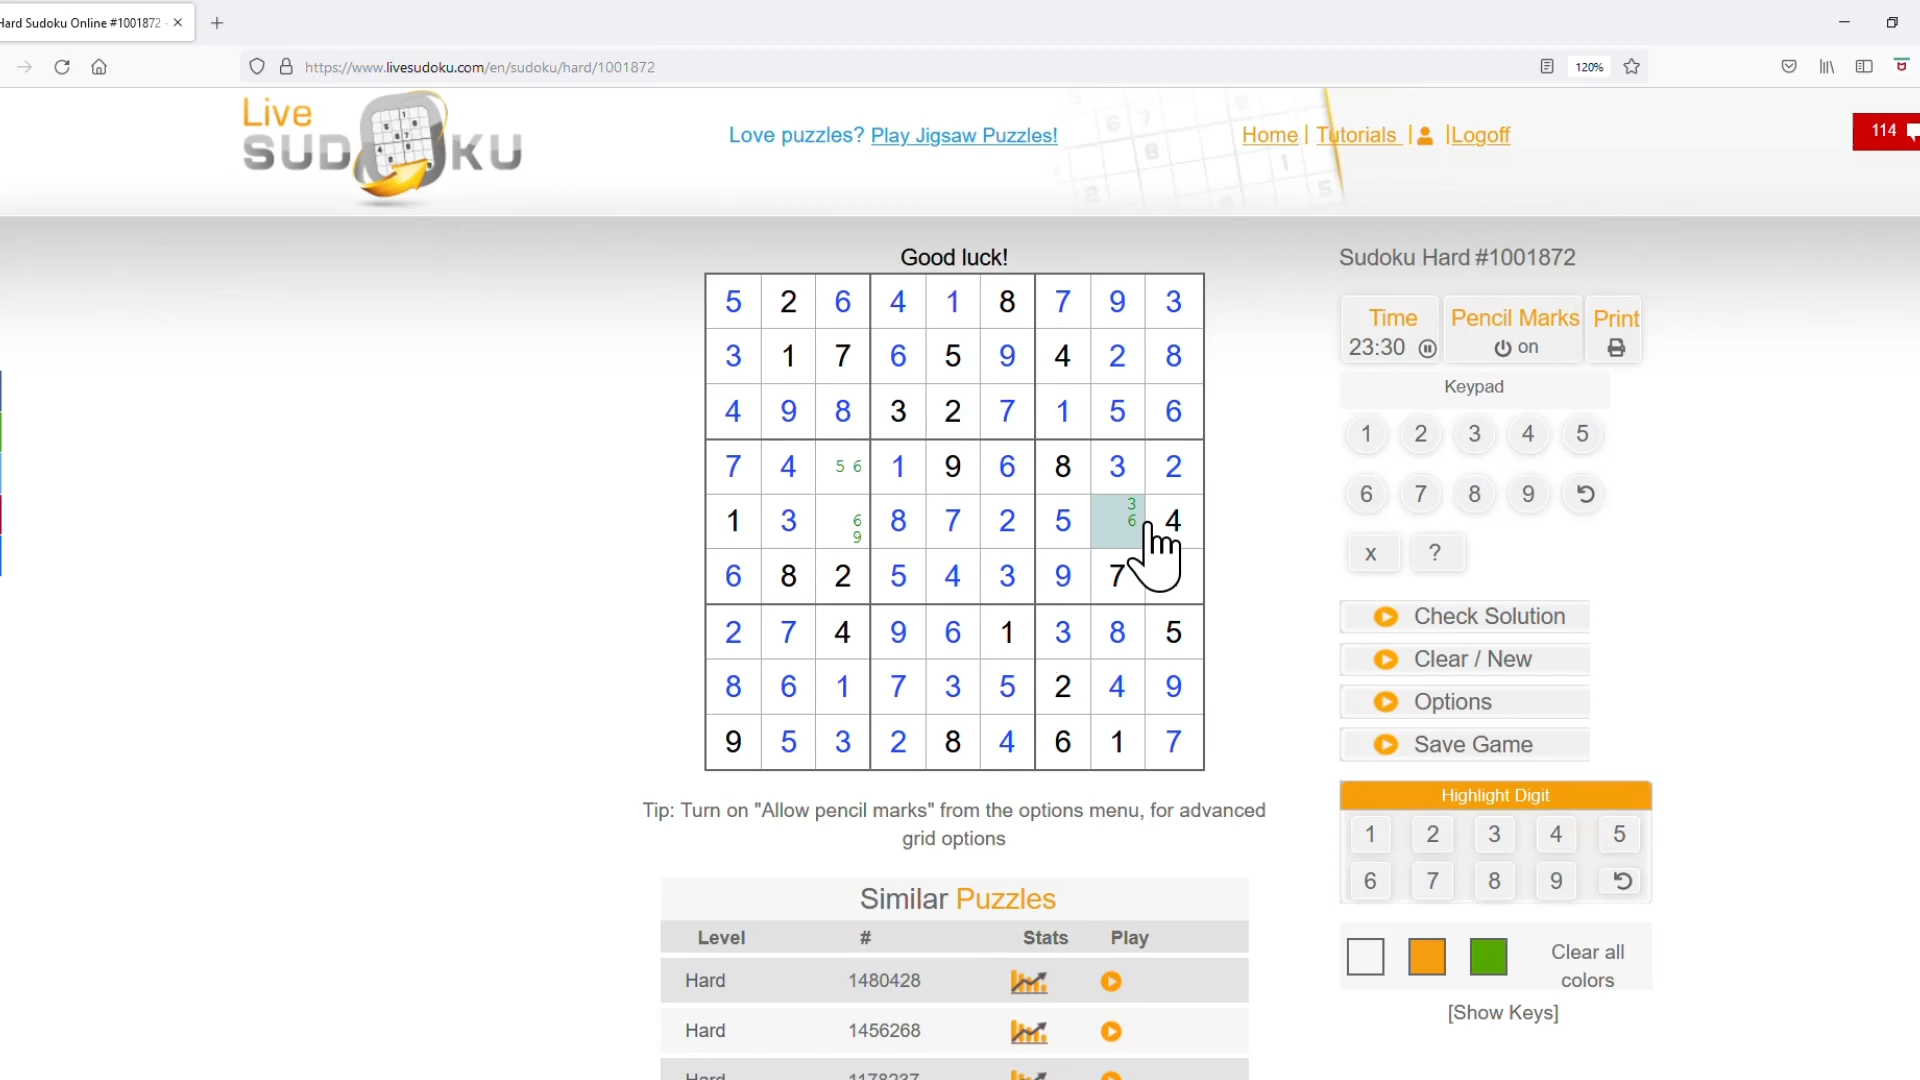 Hard Sudoku Online #1001872
https://www.livesudoku.com/en/sudoku/hard/1001872
120%
Live
SUDOKU
Love puzzles? Play Jigsaw Puzzles!
Home | Tutorials | |Logoff
114
Good luck!
5 2 6 4 1 8 7 9 3
3 1 7 6 5 9 4 2 8
4 9 8 3 2 7 1 5 6
7 4 5 6 1 9 6 8 3 2
1 3 6 9 8 7 2 5 3 6 4
6 8 2 5 4 3 9 7
2 7 4 9 6 1 3 8 5
8 6 1 7 3 5 2 4 9
9 5 3 2 8 4 6 1 7
Tip: Turn on "Allow pencil marks" from the options menu, for advanced
grid options
Similar Puzzles
Level # Stats Play
Hard 1480428
Hard 1456268
Hard 1178237
Sudoku Hard #1001872
Time Pencil Marks Print
23:30 on
Keypad
1 2 3 4 5
6 7 8 9
x ?
Check Solution
Clear / New
Options
Save Game
Highlight Digit
1 2 3 4 5
6 7 8 9
Clear all
colors
[Show Keys]